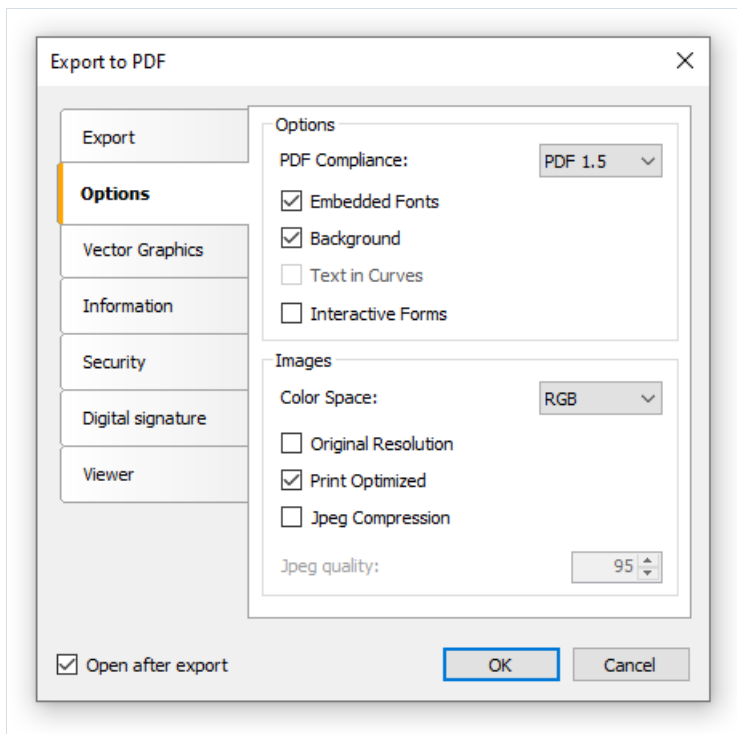 Export to PDF
Export
Options
Vector Graphics
Information
Security
Digital signature
Viewer
Options
PDF Compliance: PDF 1.5
Embedded Fonts
Background
Text in Curves
Interactive Forms
Images
Color Space: RGB
Original Resolution
Print Optimized
Jpeg Compression
Jpeg quality: 95
Open after export OK Cancel